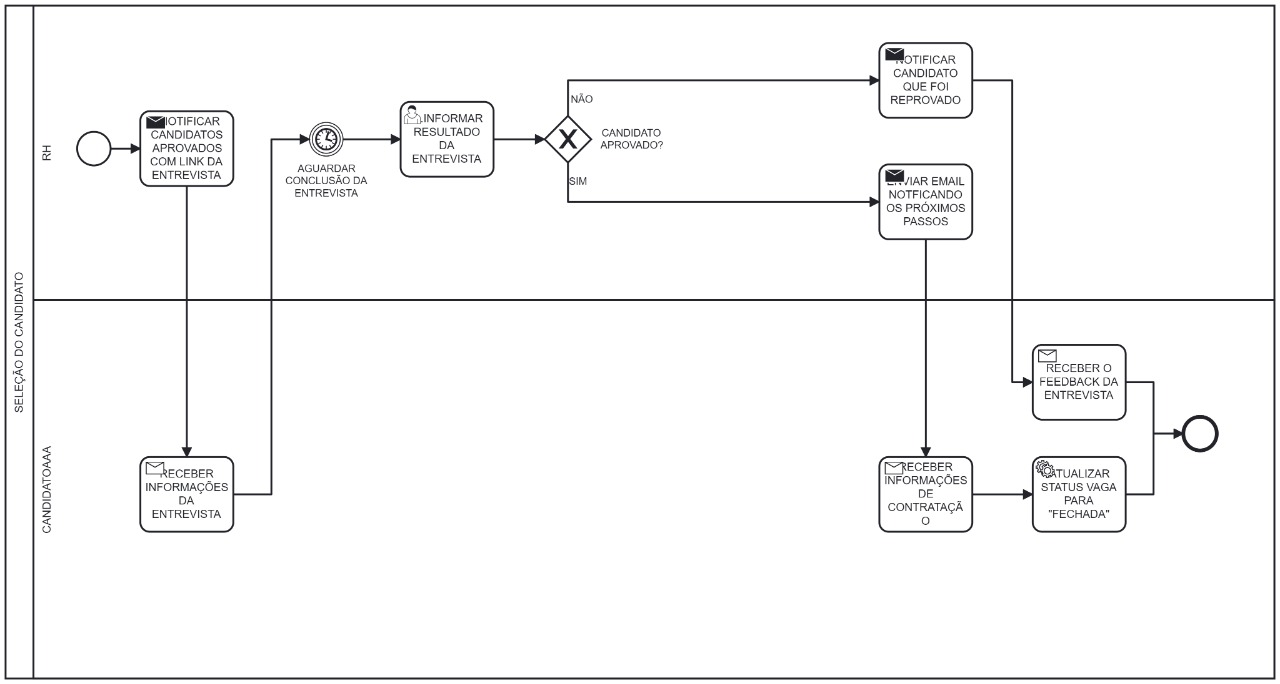 SELEÇÃO DO CANDIDATO
RH
NOTIFICAR
CANDIDATOS
APROVADOS
COM LINK DA
ENTREVISTA
AGUARDAR
CONCLUSÃO DA
ENTREVISTA
INFORMAR
RESULTADO
DA
ENTREVISTA
NÃO
CANDIDATO
APROVADO?
SIM
NOTIFICAR
CANDIDATO
QUE FOI
REPROVADO
ENVIAR EMAIL
NOTFICANDO
OS PRÓXIMOS
PASSOS
CANDIDATOAAA
RECEBER
INFORMAÇÕES
DA
ENTREVISTA
RECEBER
INFORMAÇÕES
DE
CONTRATAÇÃ
O
RECEBER O
FEEDBACK DA
ENTREVISTA
ATUALIZAR
STATUS VAGA
PARA
"FECHADA"